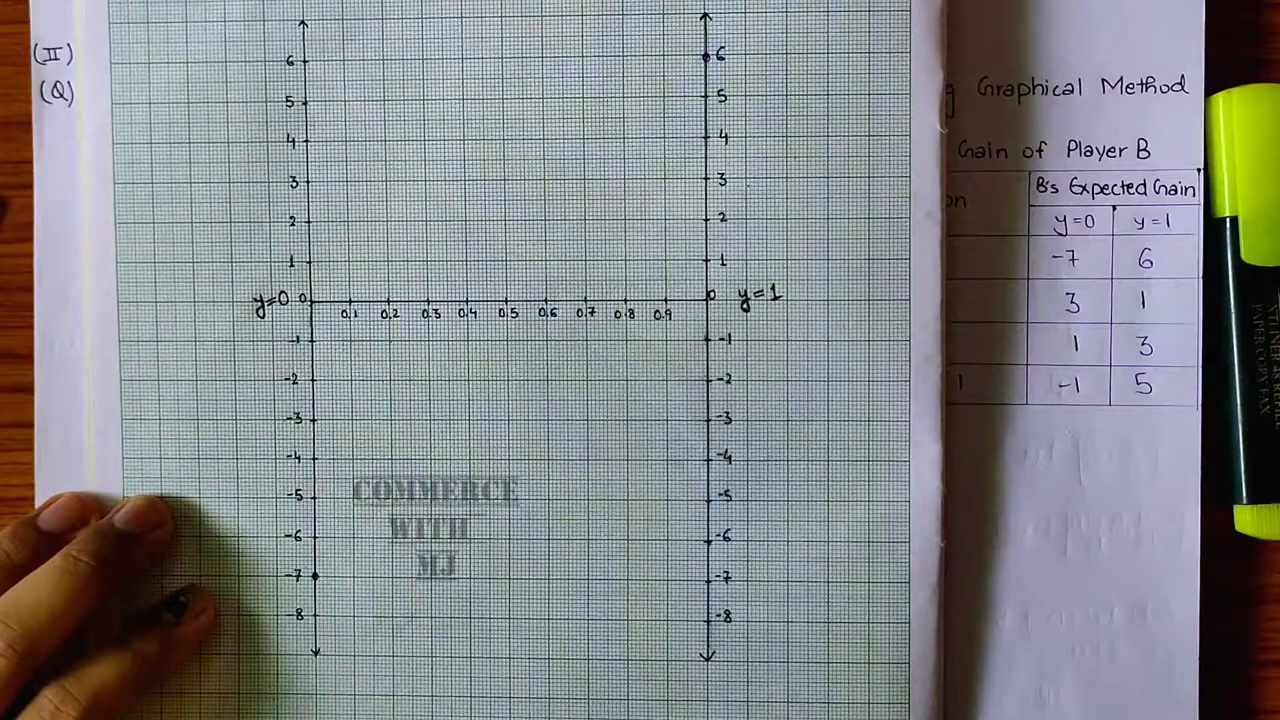 (II)
(Q)
6
5
4
3
2
1
y=0 0
-1
-2
-3
-4
-5
-6
-7
-8
0.1 0.2 0.3 0.4 0.5 0.6 0.7 0.8 0.9
6
5
4
3
2
1
0 y=1
-1
-2
-3
-4
-5
-6
-7
-8
COMMERCE
WITH
MJ
Graphical Method
Gain of Player B
on B's Expected Gain
y=0 y=1
-7 6
3 1
1 3
1 -1 5